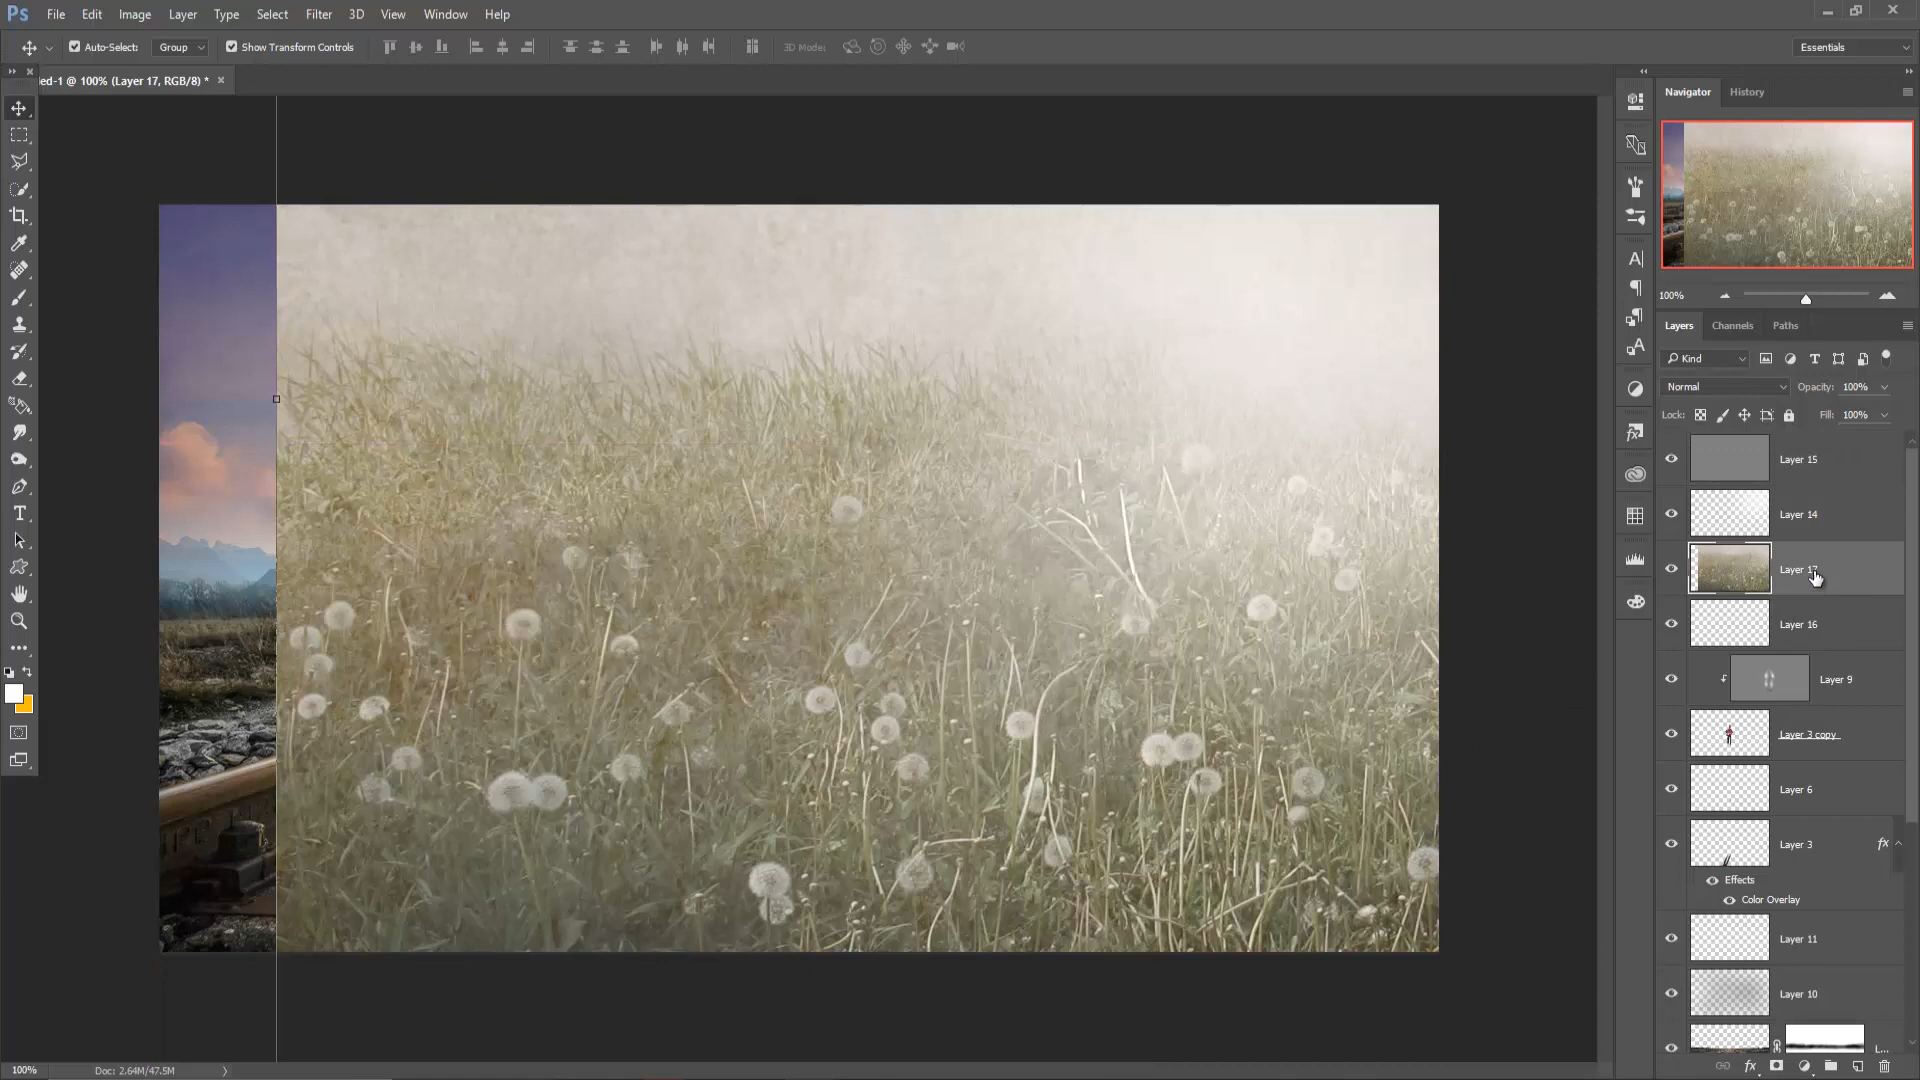 Ps File Edit Image Layer Type Select Filter 3D View Window Help
Auto-Select: Group Show Transform Controls 3D Mode: Essentials
ed-1 @ 100% (Layer 17, RGB/8) *
Navigator History
100%
Layers Channels Paths
Kind
Normal Opacity: 100%
Lock: Fill: 100%
Layer 15
Layer 14
Layer 17
Layer 16
Layer 9
Layer 3 copy
Layer 6
Layer 3 fx
Effects
Color Overlay
Layer 11
Layer 10
L...
100% Doc: 2.64M/47.5M